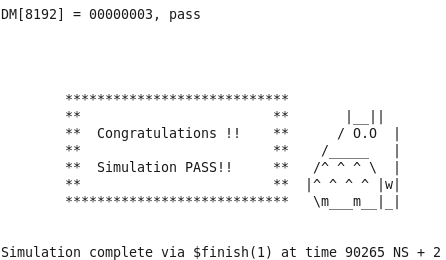 DM[8192] = 00000003, pass
****************************
**                        **       |__||
**  Congratulations !!    **      / O.O  |
**                        **    /_____   |
**  Simulation PASS!!     **   /^ ^ ^ \  |
**                        **  |^ ^ ^ ^ |w|
****************************   \m___m__|_|
Simulation complete via $finish(1) at time 90265 NS + 2